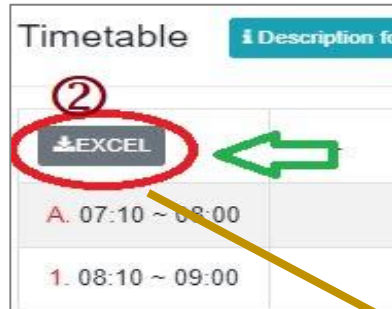 Timetable
i Description fo
②
EXCEL
A. 07:10 ~ 08:00
1. 08:10 ~ 09:00